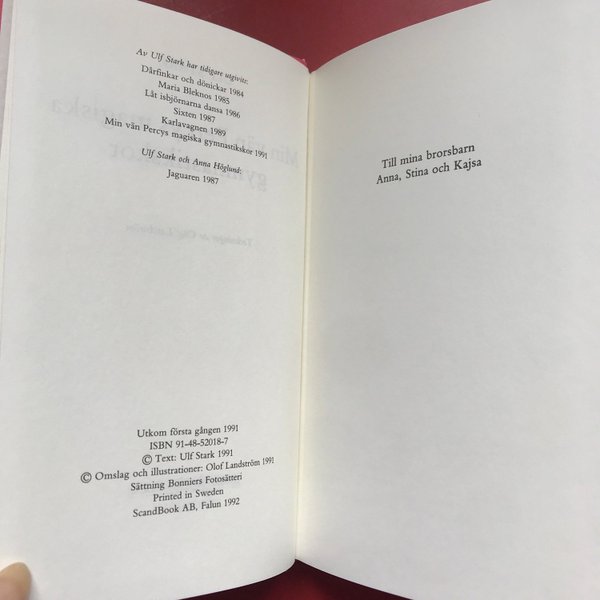 Av Ulf Stark har tidigare utgivits:
Dårfinkar och dönickar 1984
Maria Bleknos 1985
Låt isbjörnarna dansa 1986
Sixten 1987
Karlavagnen 1989
Min vän Percys magiska gymnastikskor 1991
Ulf Stark och Anna Höglund:
Jaguaren 1987
Utkom första gången 1991
ISBN 91-48-52018-7
© Text: Ulf Stark 1991
© Omslag och illustrationer: Olof Landström 1991
Sättning Bonniers Fotosätteri
Printed in Sweden
ScandBook AB, Falun 1992
Till mina brorsbarn
Anna, Stina och Kajsa